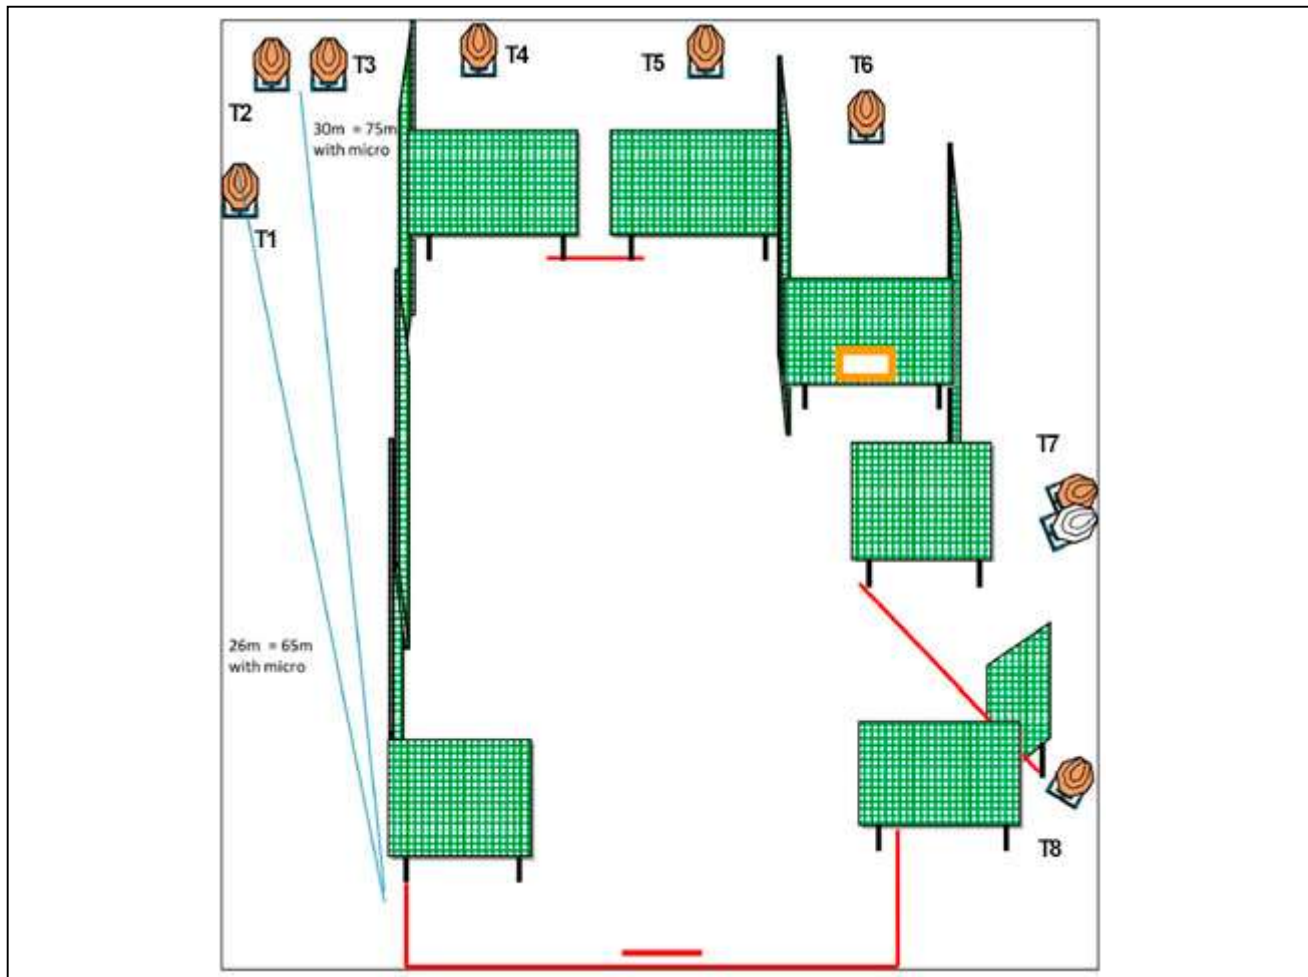 T4
T5
T6
T3
T2
30m = 75m
with micro
T1
T7
26m = 65m
with micro
T8